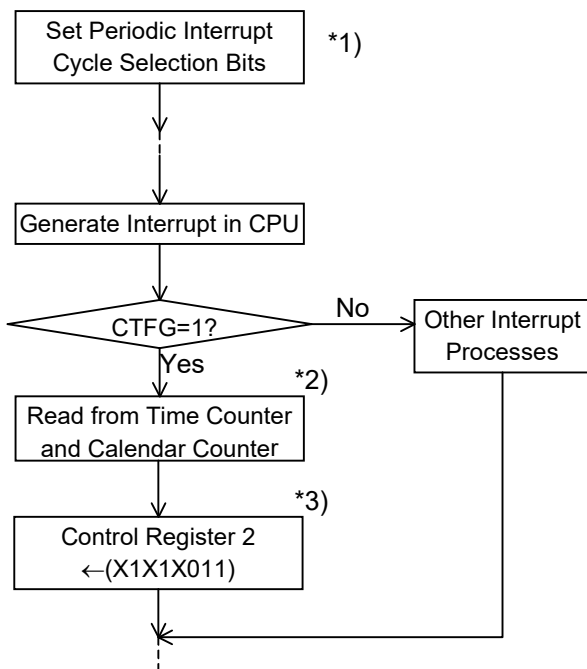 Set Periodic Interrupt
Cycle Selection Bits
*1)
Generate Interrupt in CPU
CTFG=1?
No
Other Interrupt
Processes
Yes
*2)
Read from Time Counter
and Calendar Counter
*3)
Control Register 2
←(X1X1X011)